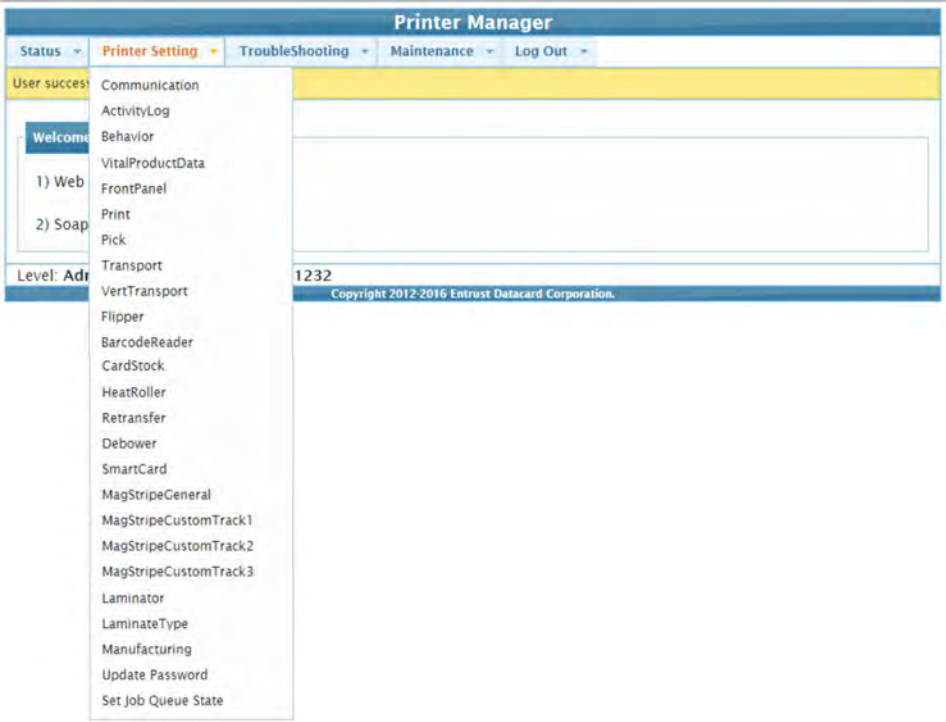 Printer Manager
Status Printer Setting TroubleShooting Maintenance Log Out
User success
Welcome
1) Web
2) Soap
Level: Adr 1232
Copyright 2012-2016 Entrust Datacard Corporation.
Communication
ActivityLog
Behavior
VitalProductData
FrontPanel
Print
Pick
Transport
VertTransport
Flipper
BarcodeReader
CardStock
HeatRoller
Retransfer
Debower
SmartCard
MagStripeGeneral
MagStripeCustomTrack1
MagStripeCustomTrack2
MagStripeCustomTrack3
Laminator
LaminateType
Manufacturing
Update Password
Set Job Queue State